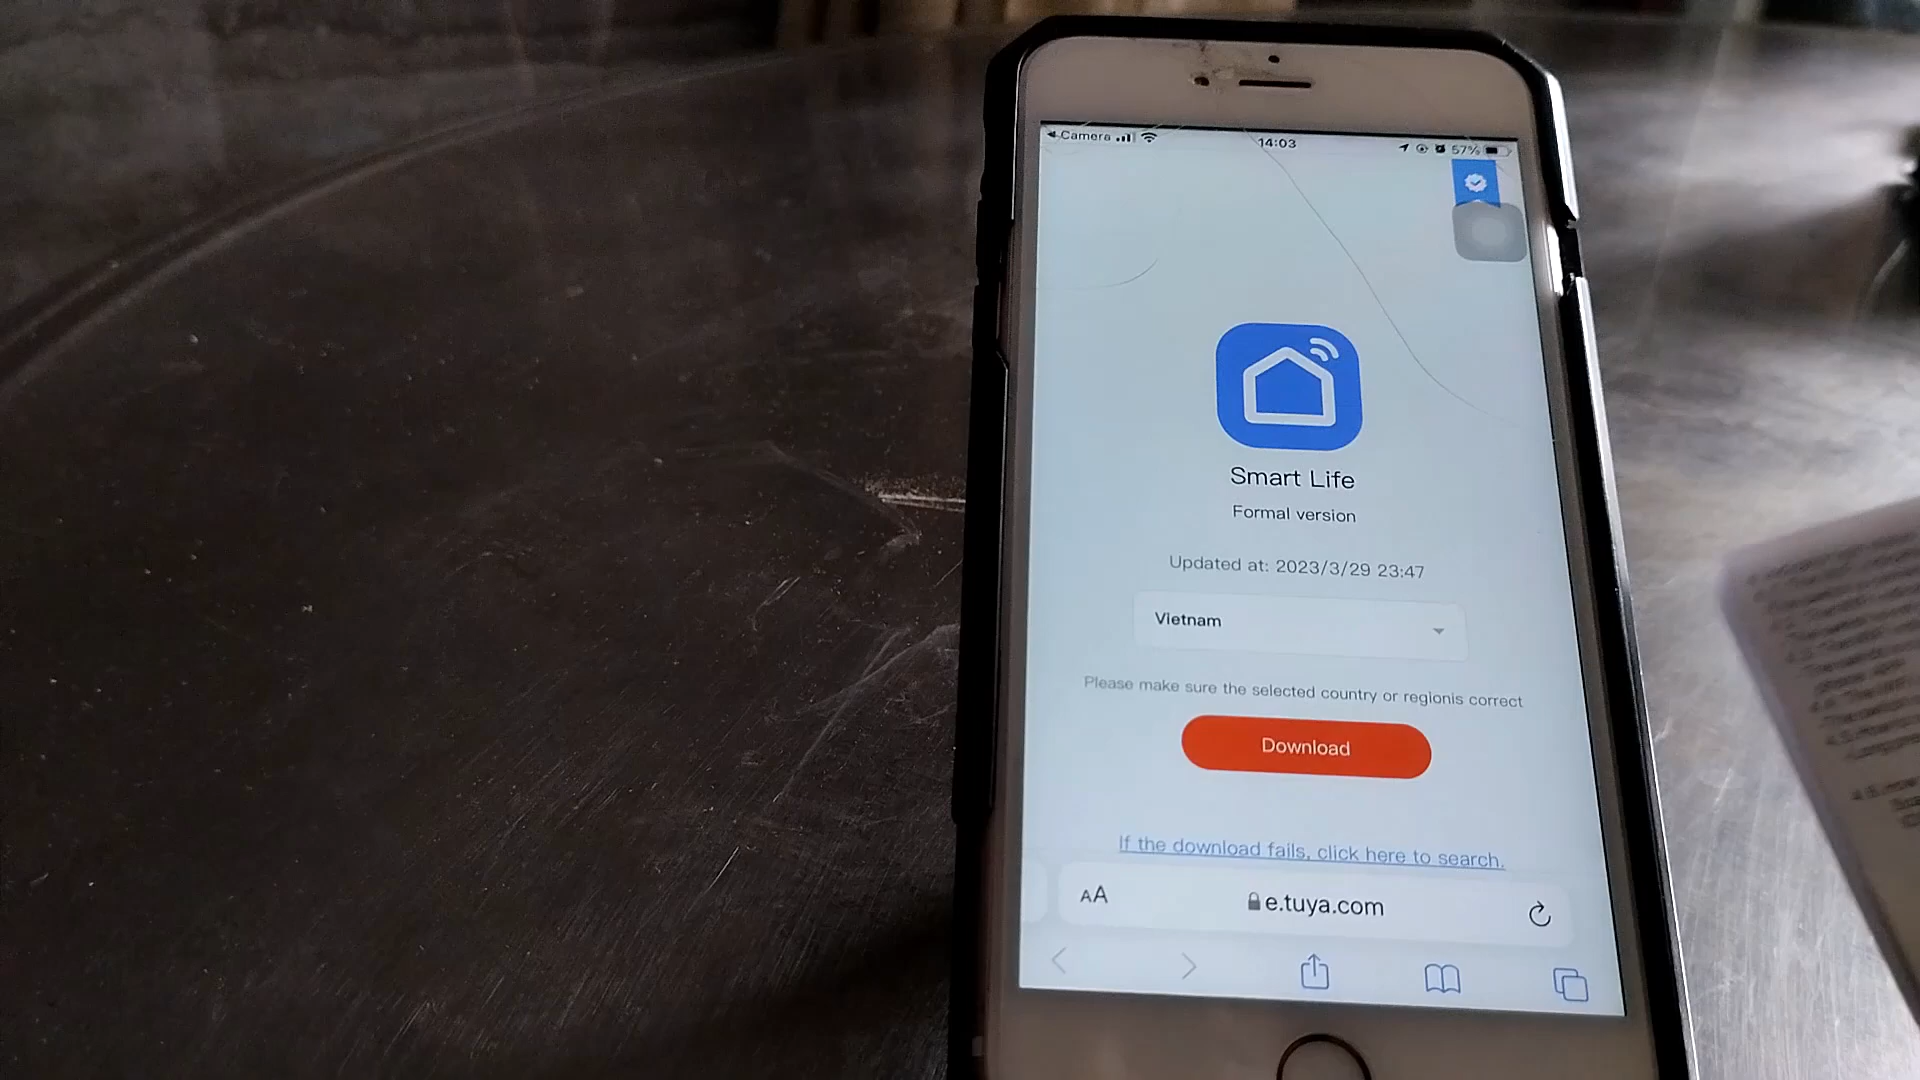 Camera 14:03 57%
Smart Life
Formal version
Updated at: 2023/3/29 23:47
Vietnam
Please make sure the selected country or regionis correct
Download
If the download fails, click here to search.
AA e.tuya.com